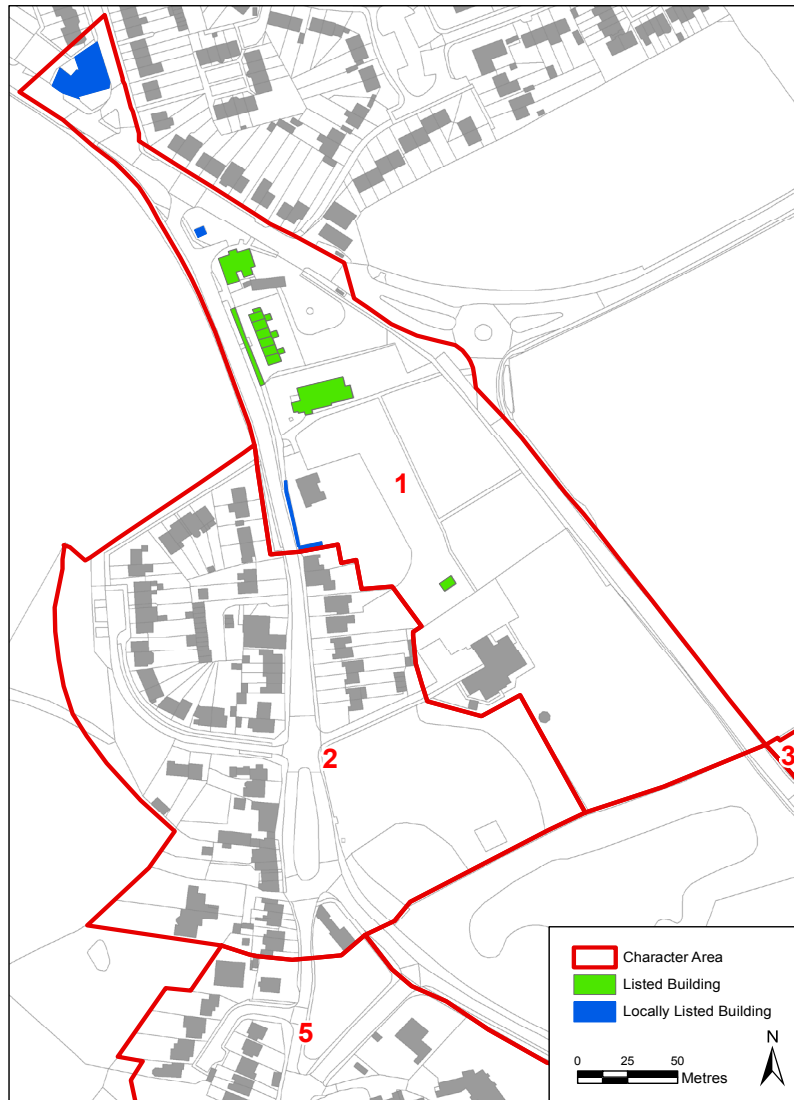 1
2
3
5
Character Area
Listed Building
Locally Listed Building
N
0 25 50
Metres